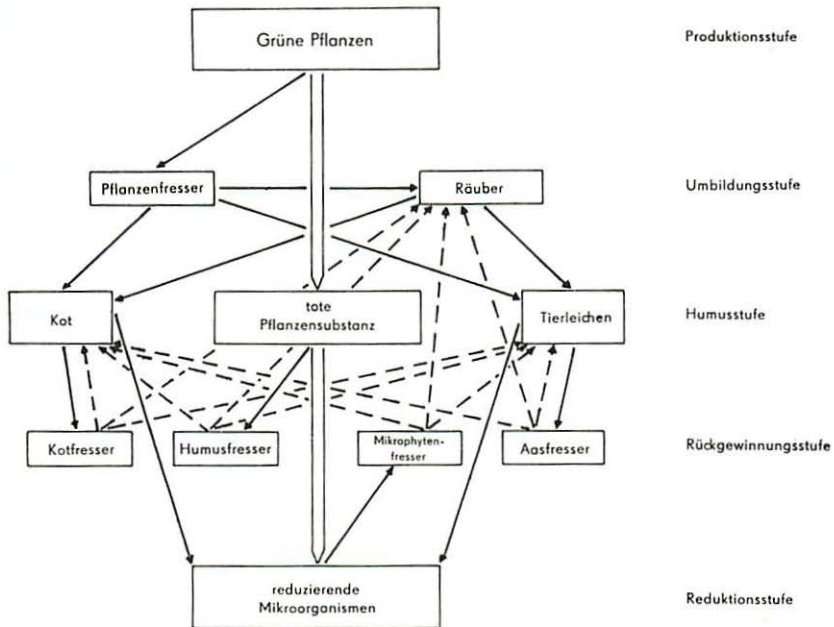 Grüne Pflanzen
Produktionsstufe
Pflanzenfresser
Räuber
Umbildungsstufe
Kot
tote
Pflanzensubstanz
Tierleichen
Humusstufe
Kotfresser
Humusfresser
Mikrophyten-
fresser
Aasfresser
Rückgewinnungsstufe
reduzierende
Mikroorganismen
Reduktionsstufe